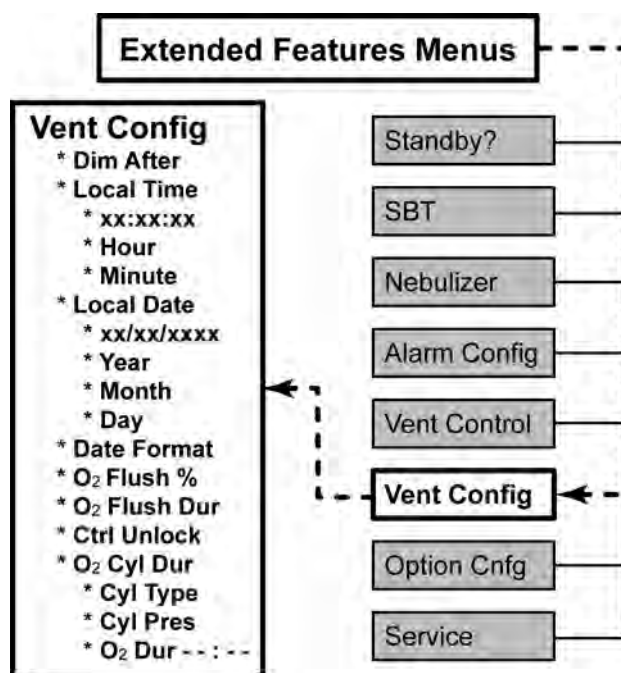 Extended Features Menus
Vent Config
* Dim After
* Local Time
* xx:xx:xx
* Hour
* Minute
* Local Date
* xx/xx/xxxx
* Year
* Month
* Day
* Date Format
* O₂ Flush %
* O₂ Flush Dur
* Ctrl Unlock
* O₂ Cyl Dur
* Cyl Type
* Cyl Pres
* O₂ Dur - - : - -
Standby?
SBT
Nebulizer
Alarm Config
Vent Control
Vent Config
Option Cnfg
Service